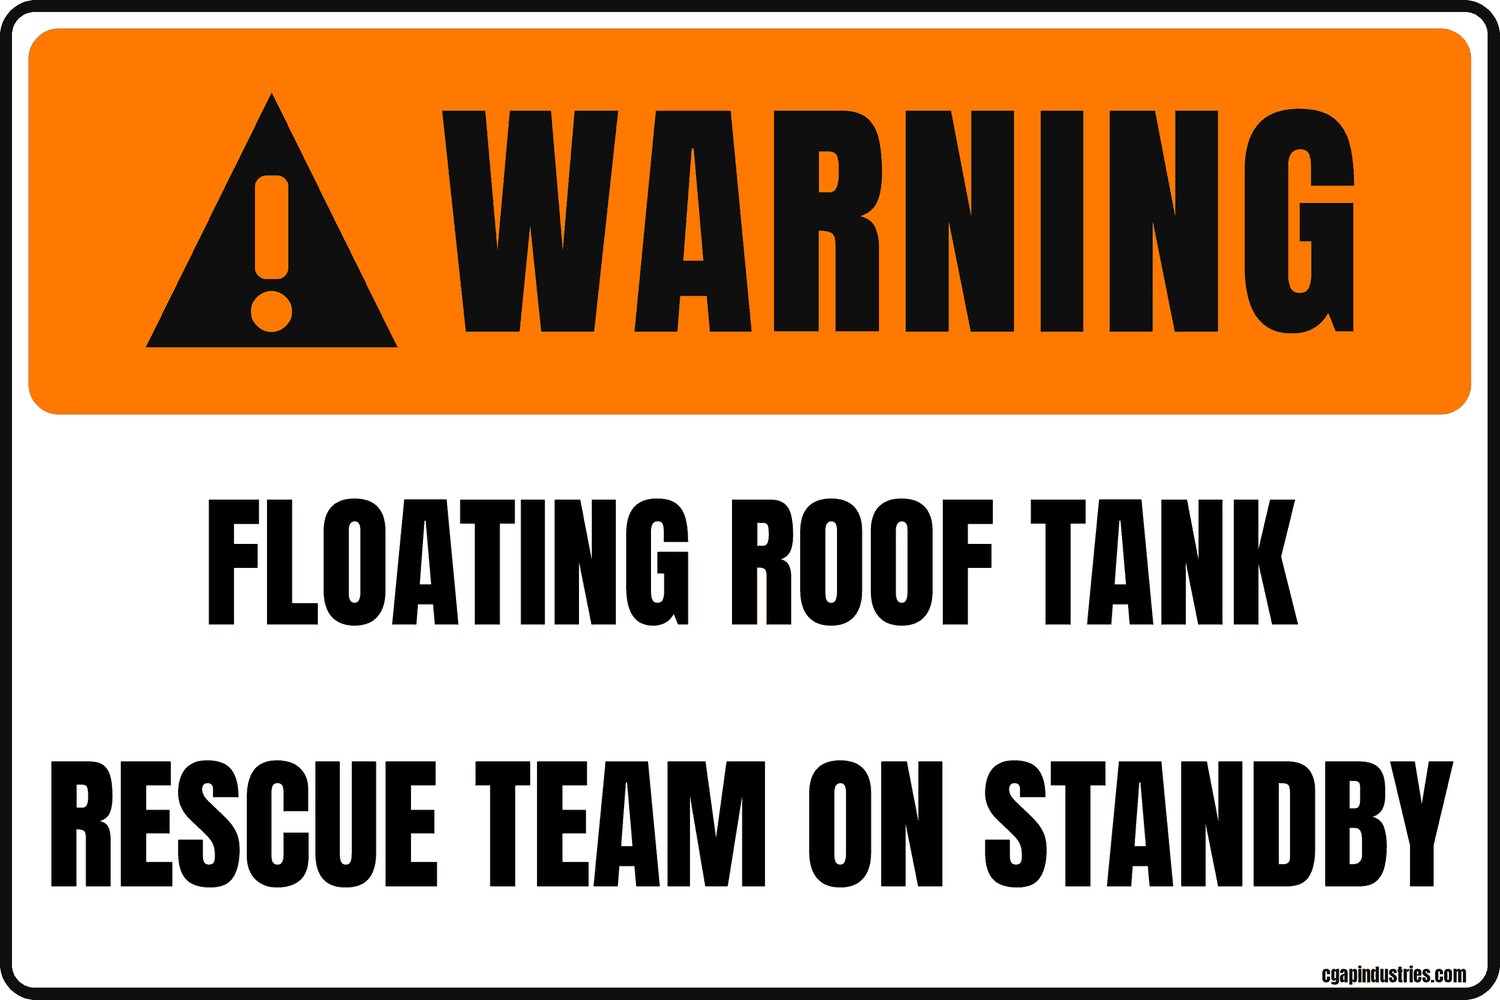 WARNING
FLOATING ROOF TANK
RESCUE TEAM ON STANDBY
cgapindustries.com